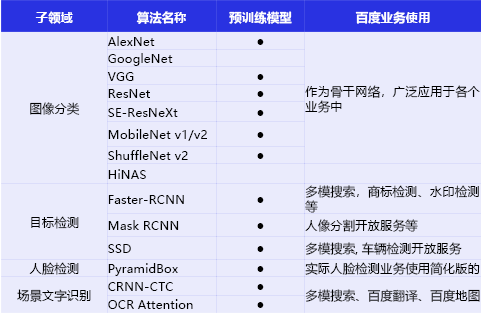 子领域 算法名称 预训练模型 百度业务使用
图像分类
AlexNet ●
GoogleNet
VGG ●
ResNet ●
SE-ResNeXt ●
MobileNet v1/v2 ●
ShuffleNet v2 ●
HiNAS
作为骨干网络，广泛应用于各个
业务中
目标检测
Faster-RCNN ● 多模搜索，商标检测、水印检测
等
Mask RCNN ● 人像分割开放服务等
SSD ● 多模搜索, 车辆检测开放服务
人脸检测 PyramidBox ● 实际人脸检测业务使用简化版的
场景文字识别
CRNN-CTC ●
OCR Attention ●
多模搜索、百度翻译、百度地图